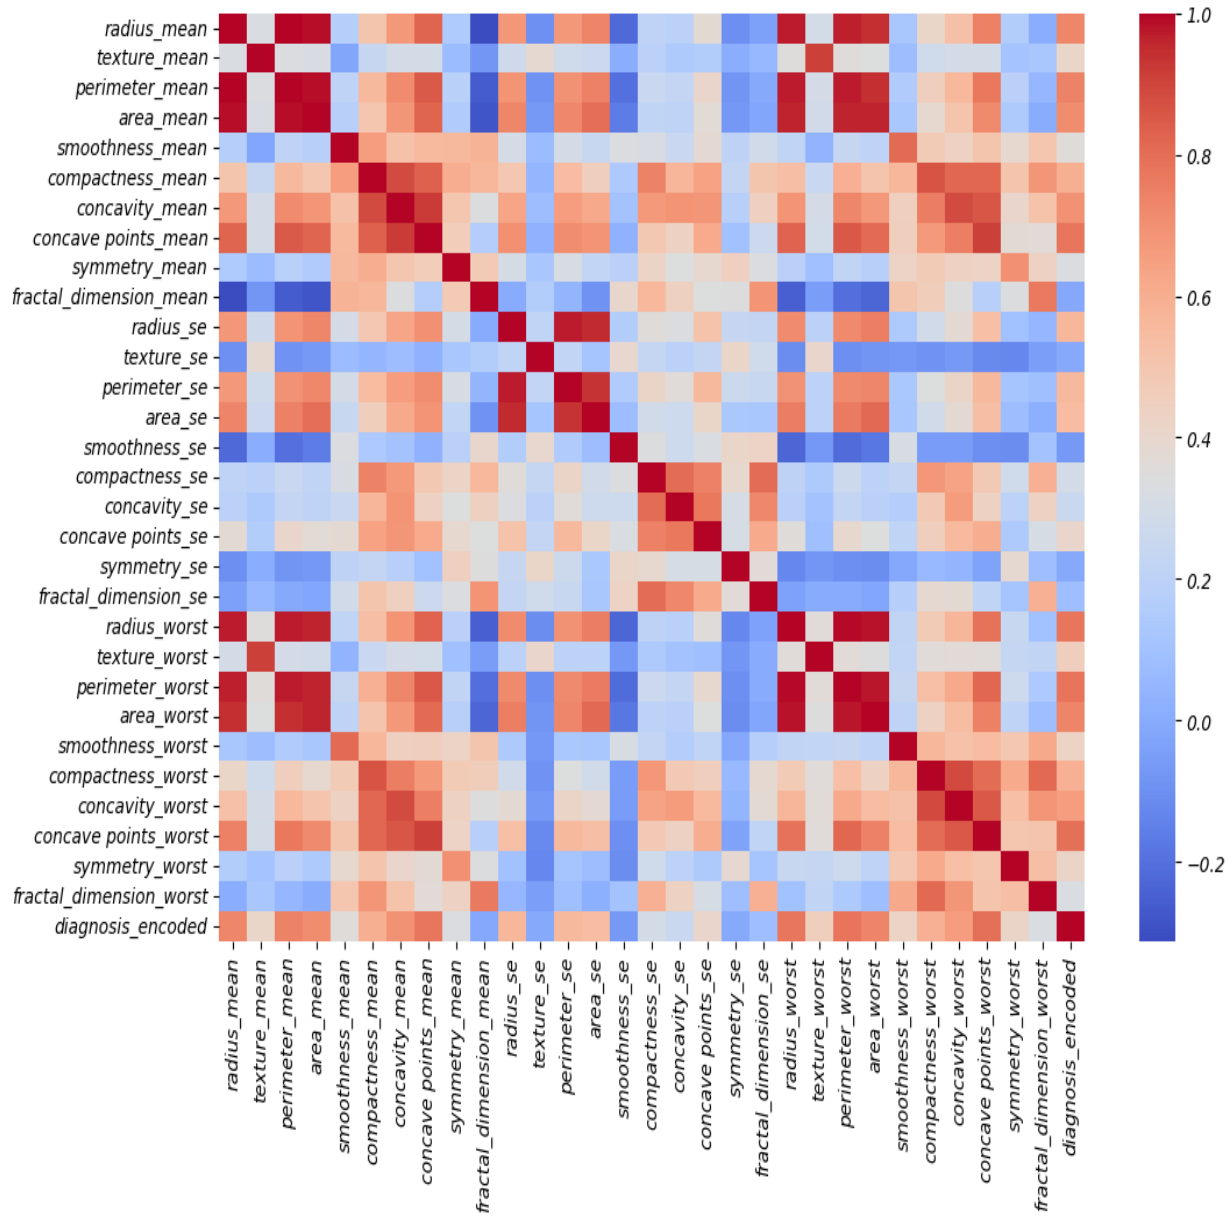 radius_mean
texture_mean
perimeter_mean
area_mean
smoothness_mean
compactness_mean
concavity_mean
concave points_mean
symmetry_mean
fractal_dimension_mean
radius_se
texture_se
perimeter_se
area_se
smoothness_se
compactness_se
concavity_se
concave points_se
symmetry_se
fractal_dimension_se
radius_worst
texture_worst
perimeter_worst
area_worst
smoothness_worst
compactness_worst
concavity_worst
concave points_worst
symmetry_worst
fractal_dimension_worst
diagnosis_encoded
radius_mean
texture_mean
perimeter_mean
area_mean
smoothness_mean
compactness_mean
concavity_mean
concave points_mean
symmetry_mean
fractal_dimension_mean
radius_se
texture_se
perimeter_se
area_se
smoothness_se
compactness_se
concavity_se
concave points_se
symmetry_se
fractal_dimension_se
radius_worst
texture_worst
perimeter_worst
area_worst
smoothness_worst
compactness_worst
concavity_worst
concave points_worst
symmetry_worst
fractal_dimension_worst
diagnosis_encoded
1.0
0.8
0.6
0.4
0.2
0.0
−0.2